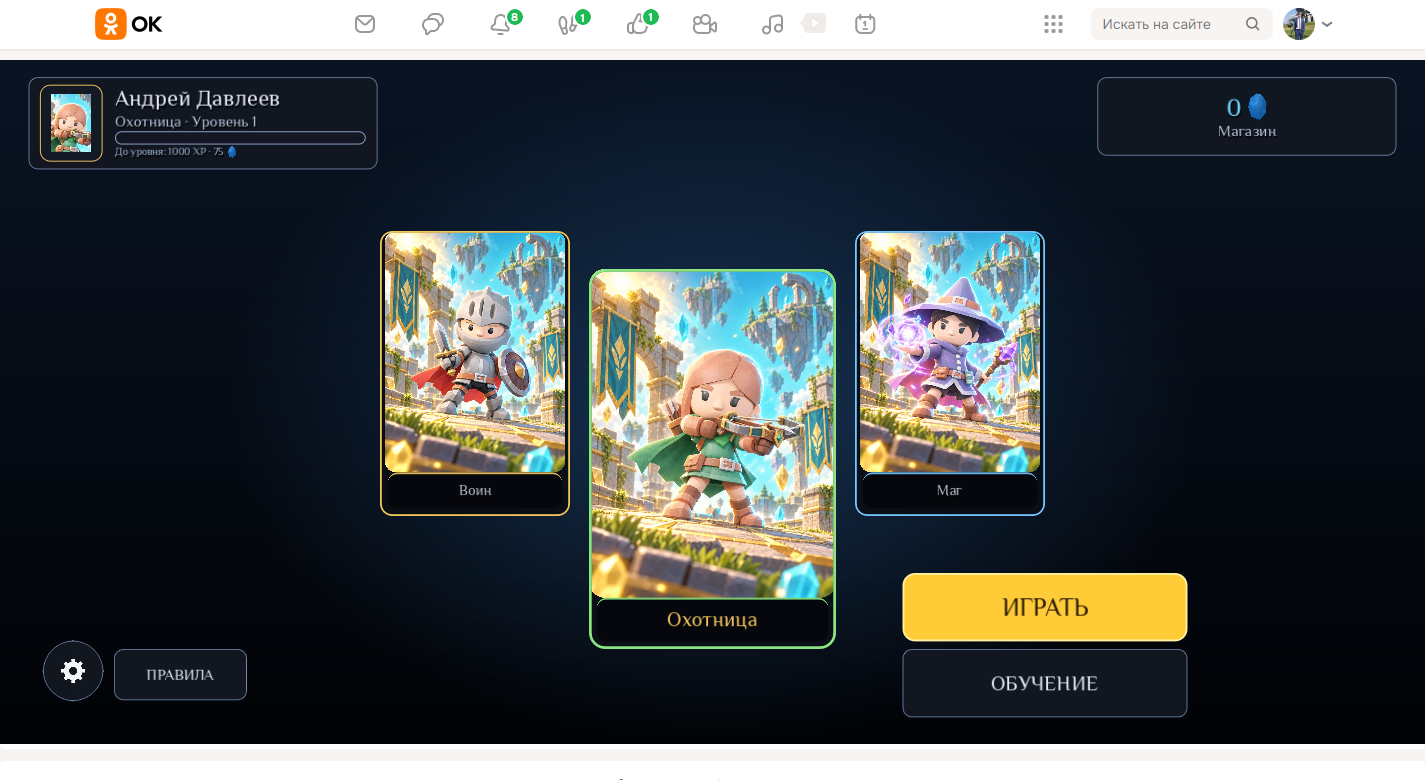 OK
8
1
1
1
Искать на сайте
Андрей Давлеев
Охотница · Уровень 1
До уровня: 1000 XP · 75
0
Магазин
Воин
Маг
Охотница
ИГРАТЬ
ПРАВИЛА
ОБУЧЕНИЕ